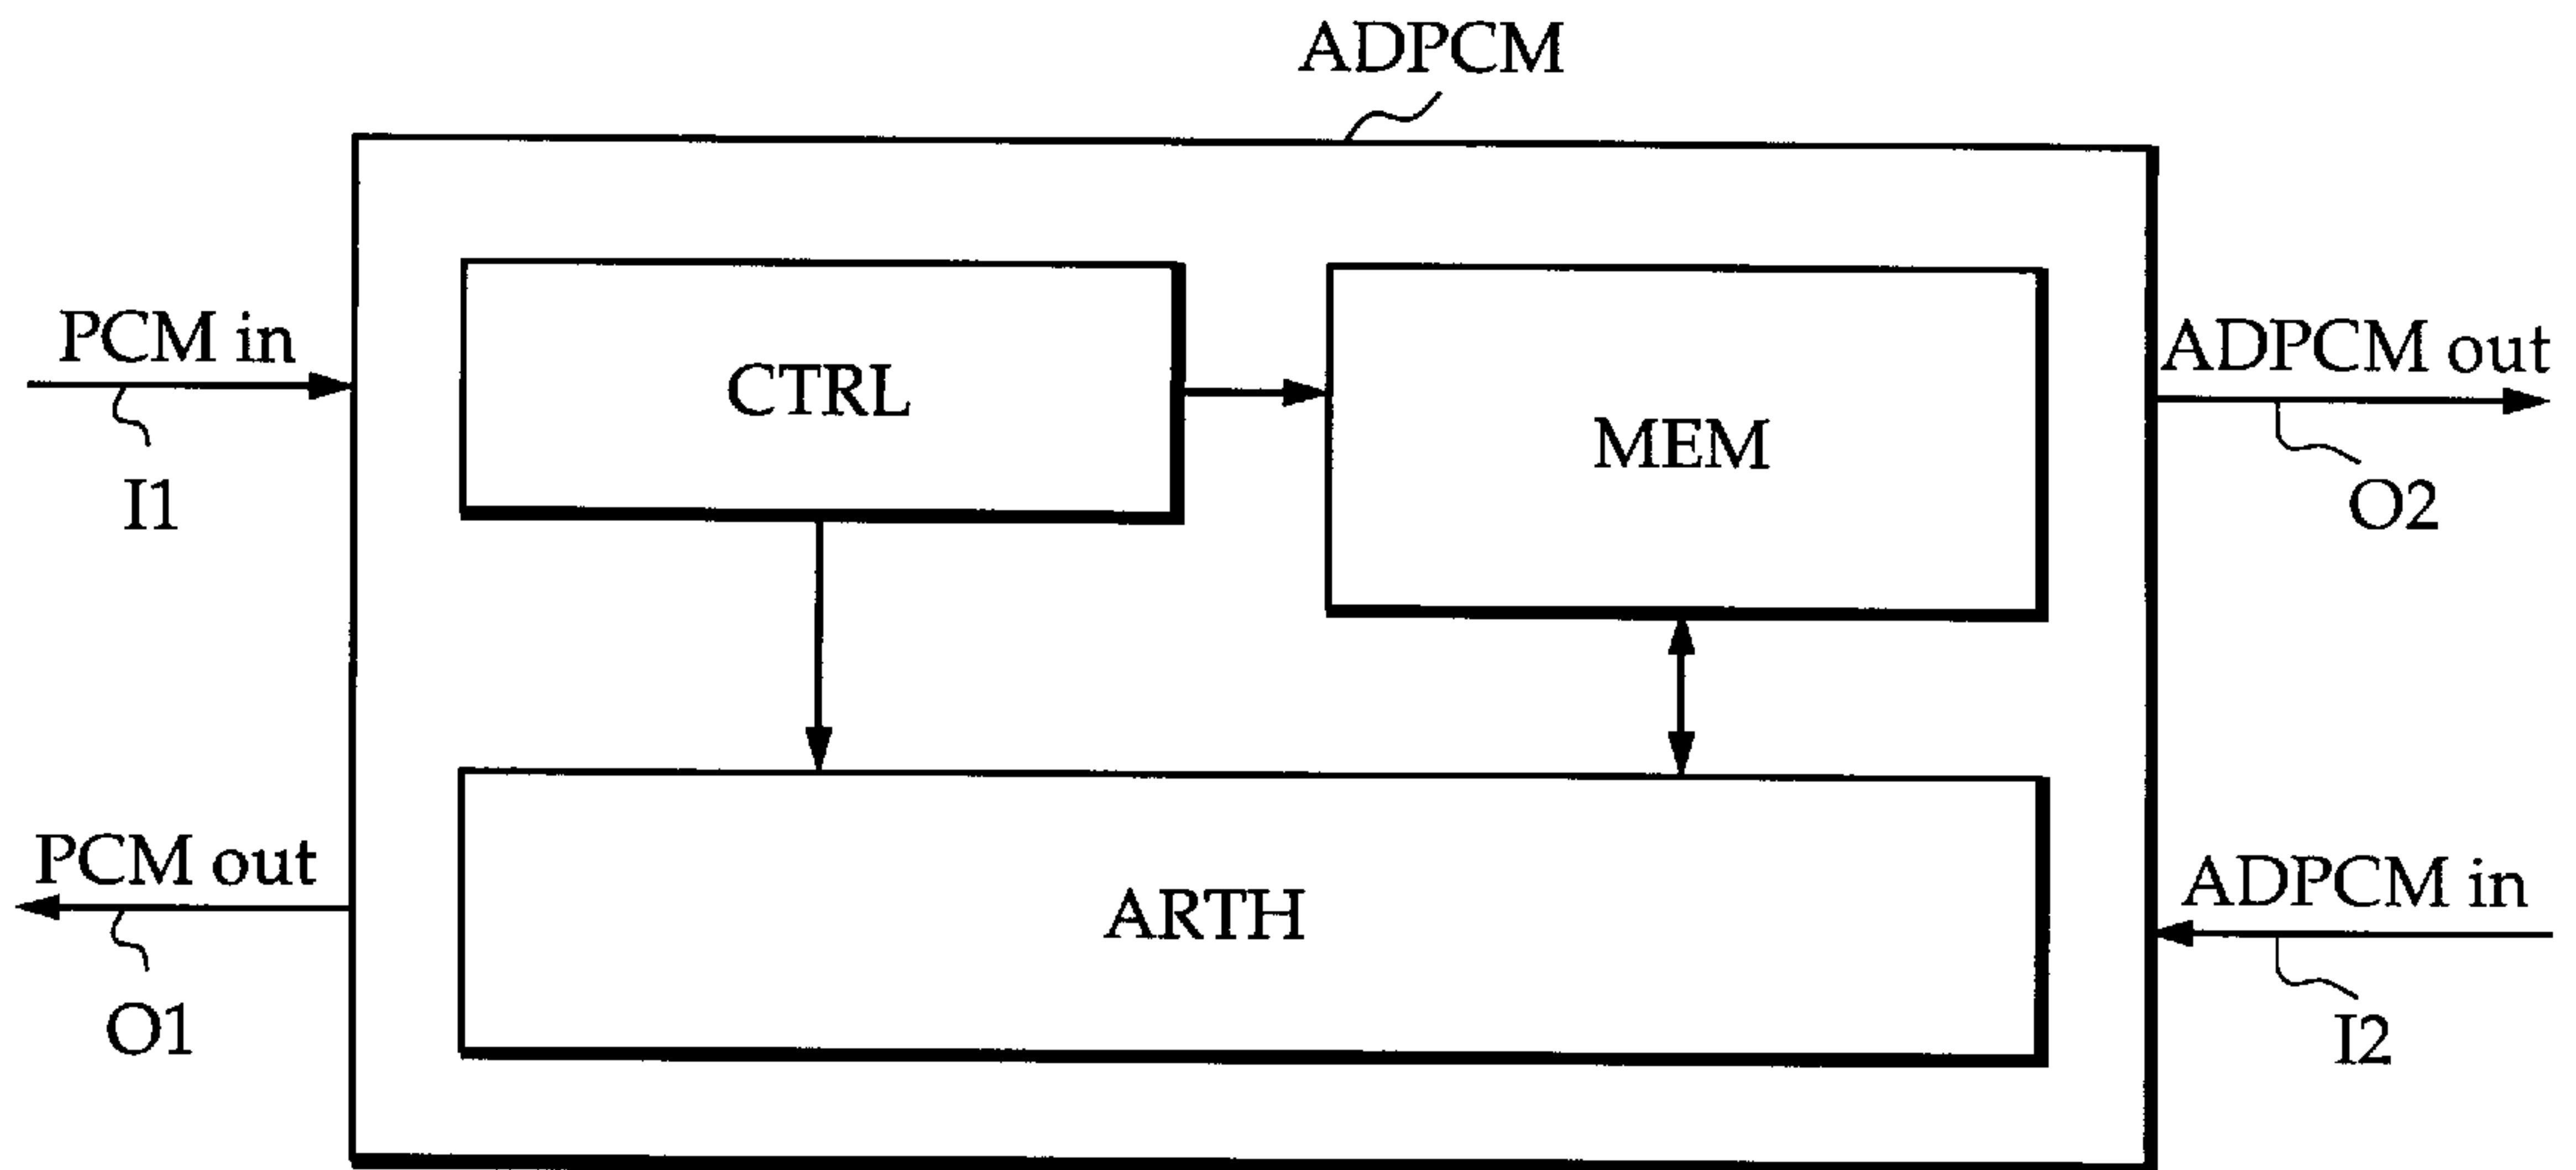 ADPCM
PCM in
I1
CTRL
MEM
ADPCM out
O2
PCM out
O1
ARTH
ADPCM in
I2